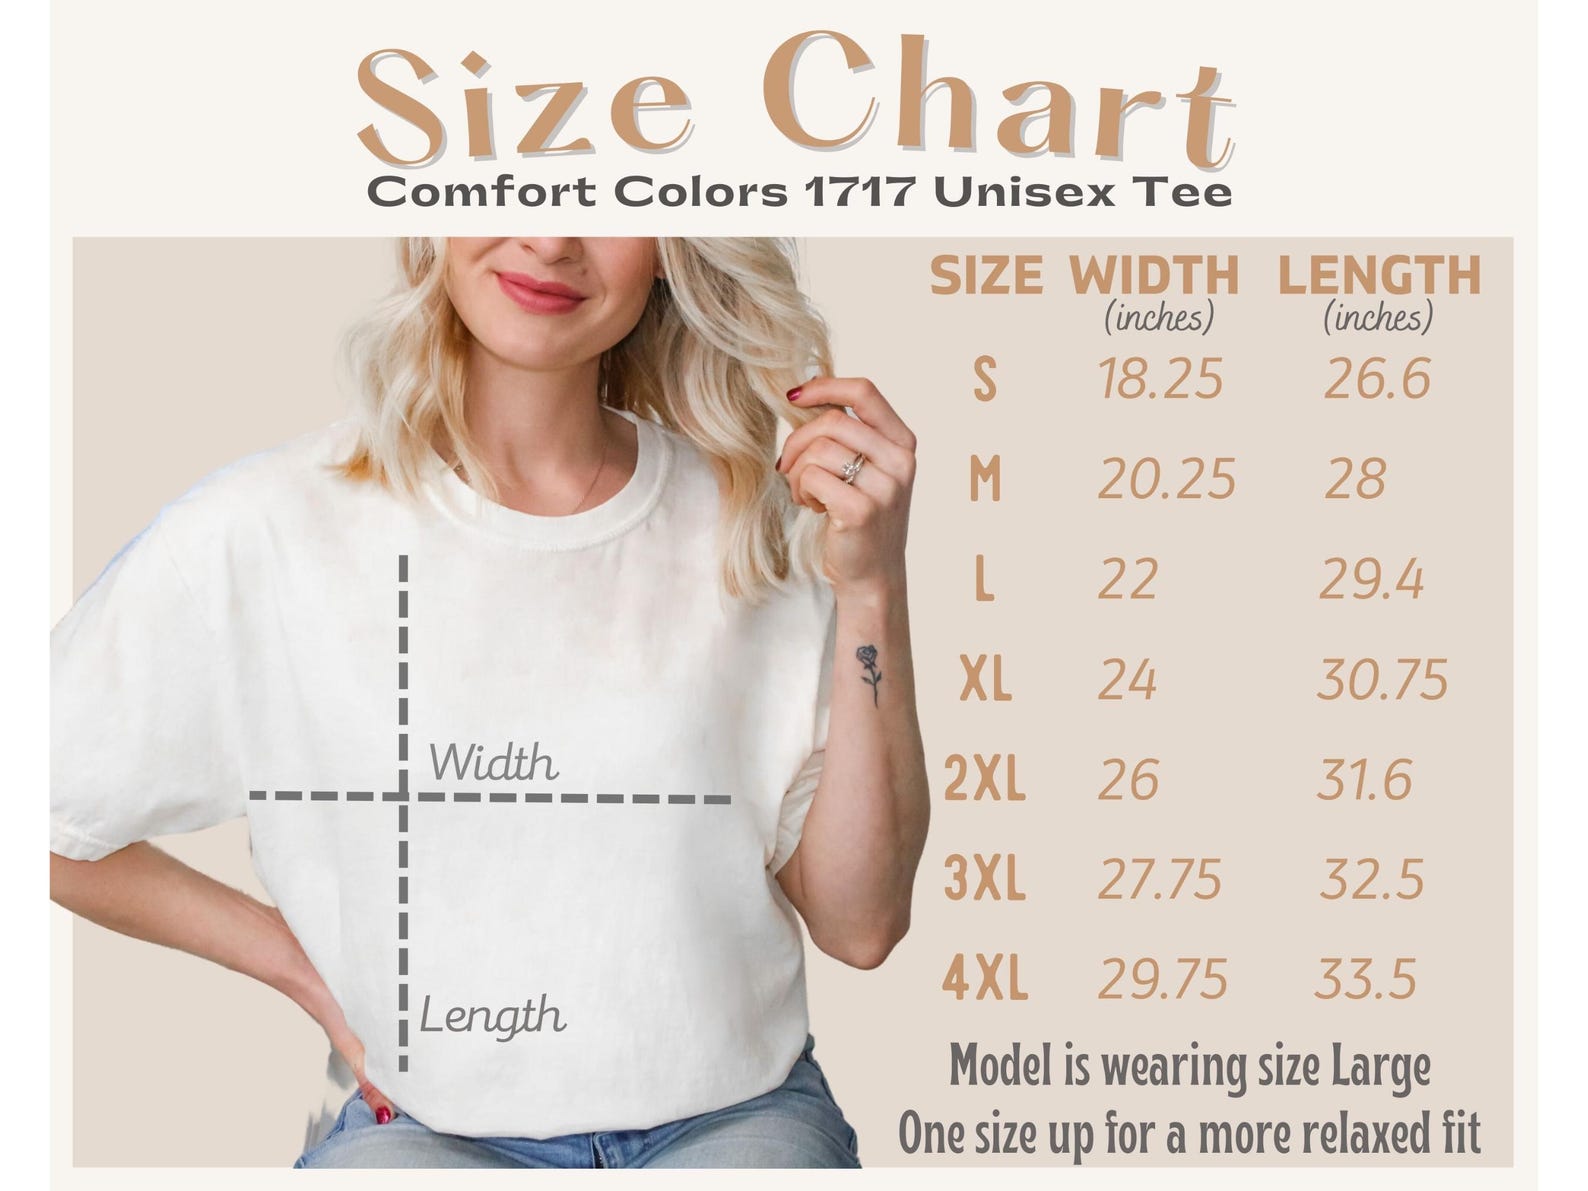 Size Chart
Comfort Colors 1717 Unisex Tee
SIZE WIDTH LENGTH
(inches) (inches)
S 18.25 26.6
M 20.25 28
L 22 29.4
XL 24 30.75
2XL 26 31.6
3XL 27.75 32.5
4XL 29.75 33.5
Width
Length
Model is wearing size Large
One size up for a more relaxed fit